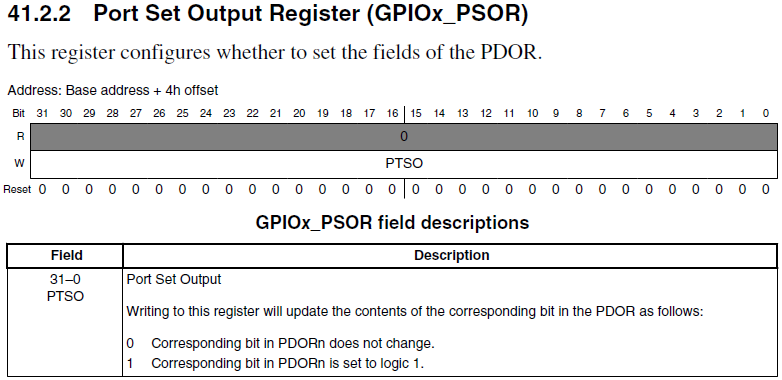 41.2.2 Port Set Output Register (GPIOx_PSOR)
This register configures whether to set the fields of the PDOR.
Address: Base address + 4h offset
Bit 31 30 29 28 27 26 25 24 23 22 21 20 19 18 17 16 15 14 13 12 11 10 9 8 7 6 5 4 3 2 1 0
R 0
W PTSO
Reset 0 0 0 0 0 0 0 0 0 0 0 0 0 0 0 0 0 0 0 0 0 0 0 0 0 0 0 0 0 0 0 0
GPIOx_PSOR field descriptions
Field Description
31–0 Port Set Output
PTSO
Writing to this register will update the contents of the corresponding bit in the PDOR as follows:
0 Corresponding bit in PDORn does not change.
1 Corresponding bit in PDORn is set to logic 1.